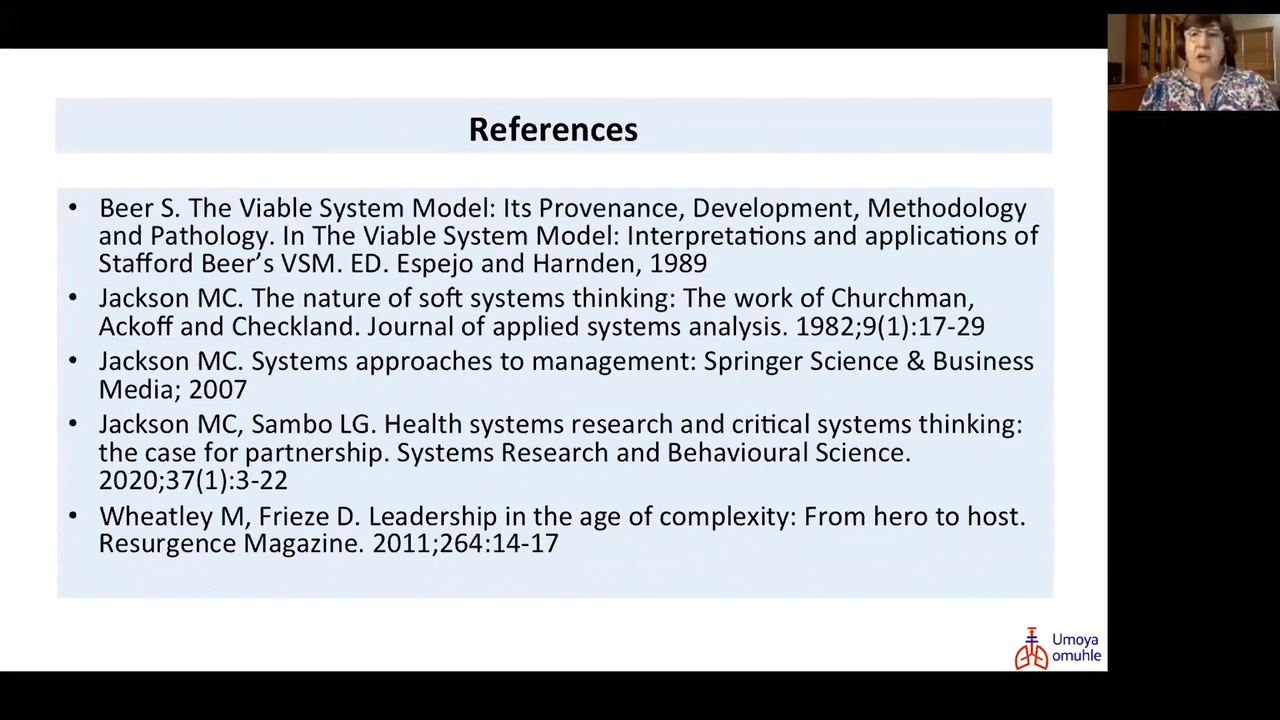 References
• Beer S. The Viable System Model: Its Provenance, Development, Methodology
and Pathology. In The Viable System Model: Interpretations and applications of
Stafford Beer’s VSM. ED. Espejo and Harnden, 1989
• Jackson MC. The nature of soft systems thinking: The work of Churchman,
Ackoff and Checkland. Journal of applied systems analysis. 1982;9(1):17-29
• Jackson MC. Systems approaches to management: Springer Science & Business
Media; 2007
• Jackson MC, Sambo LG. Health systems research and critical systems thinking:
the case for partnership. Systems Research and Behavioural Science.
2020;37(1):3-22
• Wheatley M, Frieze D. Leadership in the age of complexity: From hero to host.
Resurgence Magazine. 2011;264:14-17
Umoya
omuhle